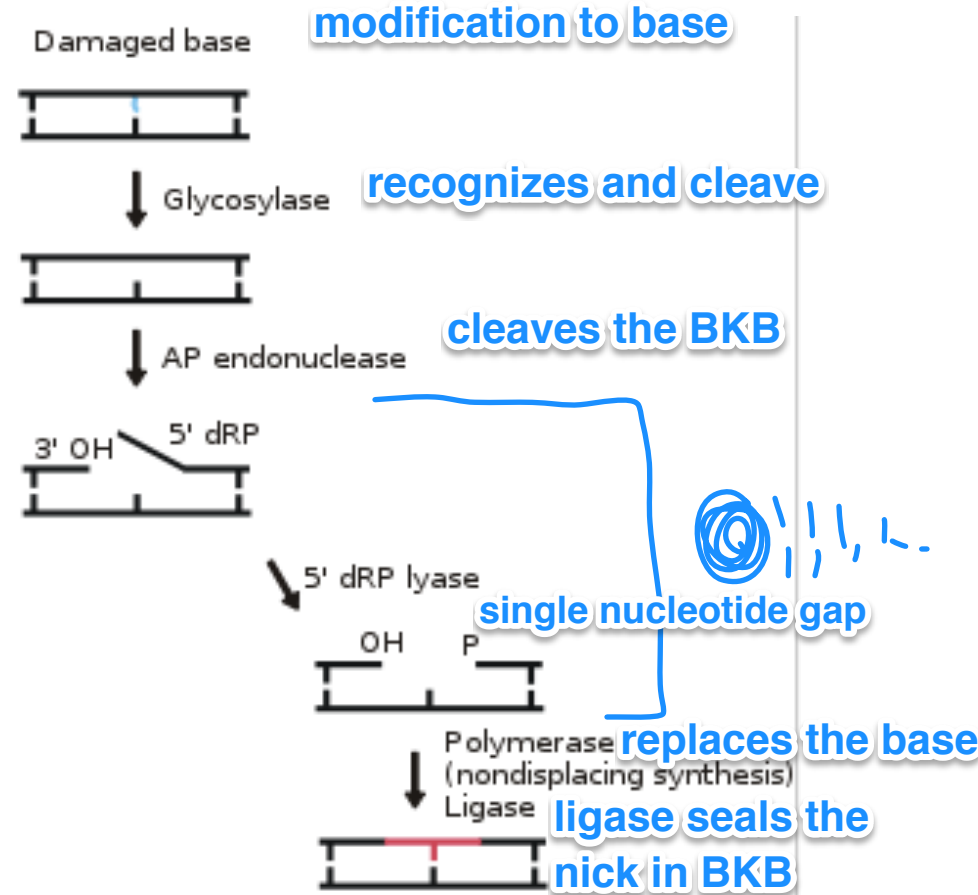 modification to base
Damaged base
recognizes and cleave
Glycosylase
cleaves the BKB
AP endonuclease
3' OH
5' dRP
5' dRP lyase
single nucleotide gap
OH
P
Polymerase
replaces the base
(nondisplacing synthesis)
Ligase
ligase seals the
nick in BKB